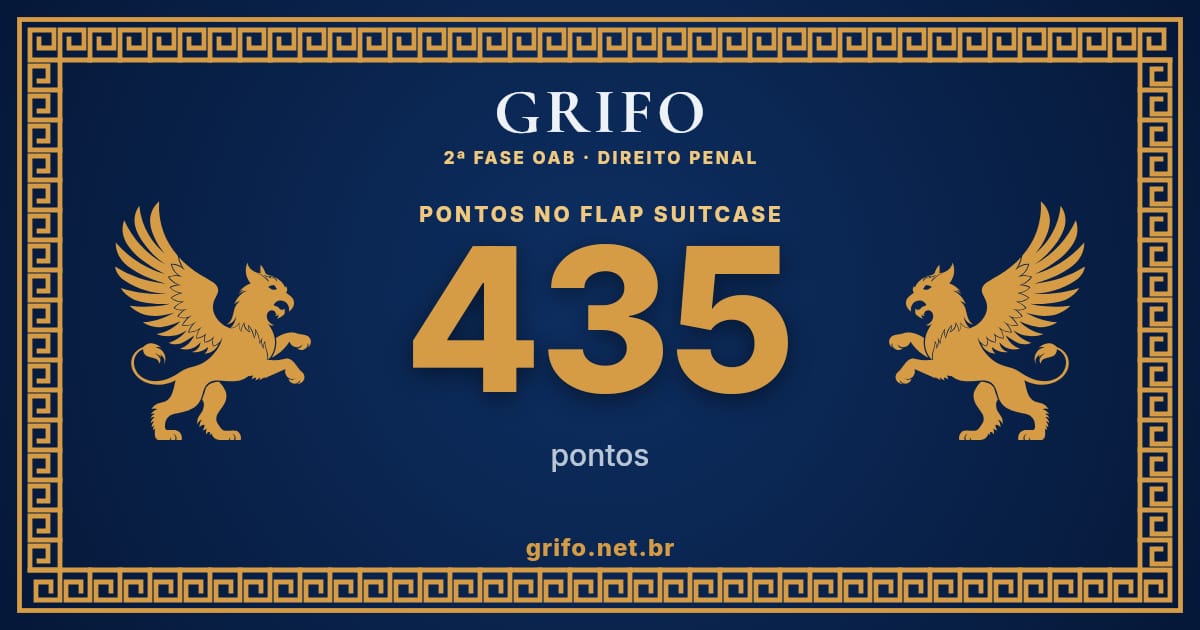 GRIFO
2ª FASE OAB · DIREITO PENAL
PONTOS NO FLAP SUITCASE
435
pontos
grifo.net.br